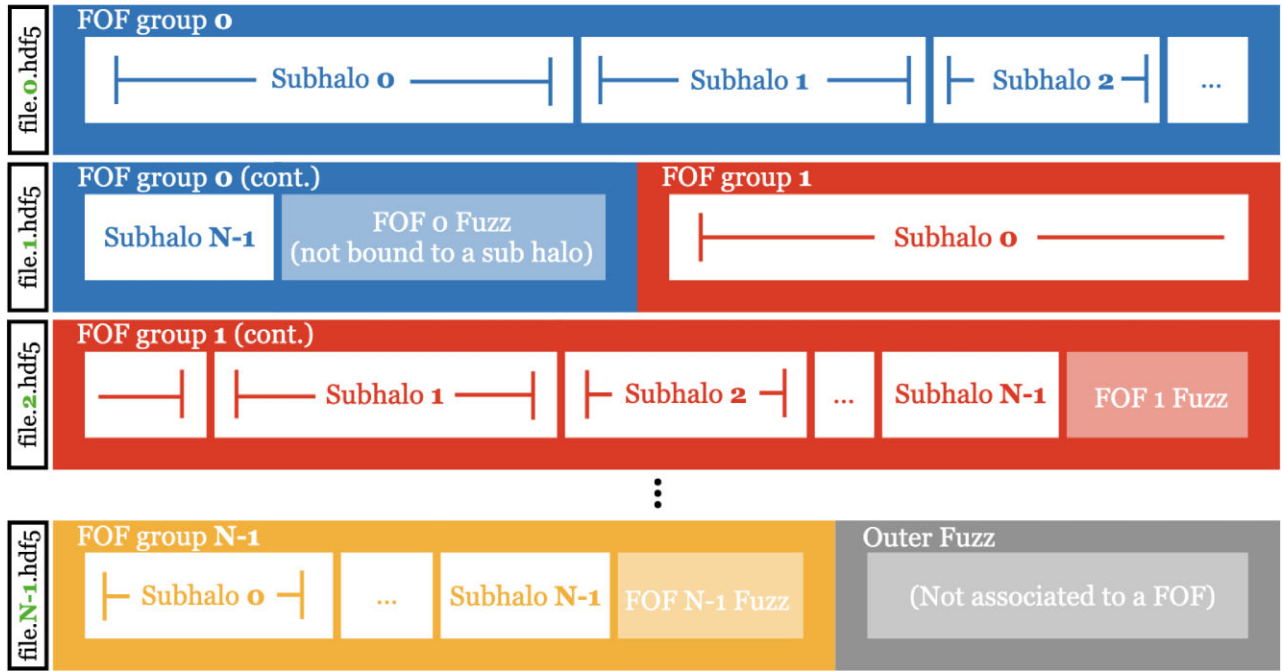 file.0.hdf5
FOF group 0
Subhalo 0
Subhalo 1
Subhalo 2
...
file.1.hdf5
FOF group 0 (cont.)
Subhalo N-1
FOF 0 Fuzz
(not bound to a sub halo)
FOF group 1
Subhalo 0
file.2.hdf5
FOF group 1 (cont.)
Subhalo 1
Subhalo 2
...
Subhalo N-1
FOF 1 Fuzz
file.N-1.hdf5
FOF group N-1
Subhalo 0
...
Subhalo N-1
FOF N-1 Fuzz
Outer Fuzz
(Not associated to a FOF)